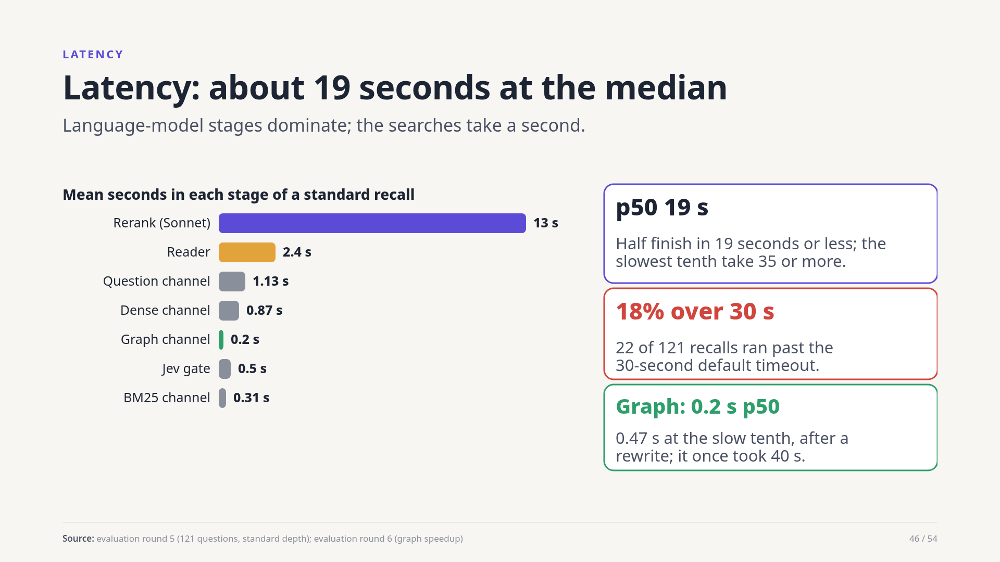 LATENCY
Latency: about 19 seconds at the median
Language-model stages dominate; the searches take a second.
Mean seconds in each stage of a standard recall
Rerank (Sonnet) 13 s
Reader 2.4 s
Question channel 1.13 s
Dense channel 0.87 s
Graph channel 0.2 s
Jev gate 0.5 s
BM25 channel 0.31 s
p50 19 s
Half finish in 19 seconds or less; the
slowest tenth take 35 or more.
18% over 30 s
22 of 121 recalls ran past the
30-second default timeout.
Graph: 0.2 s p50
0.47 s at the slow tenth, after a
rewrite; it once took 40 s.
Source: evaluation round 5 (121 questions, standard depth); evaluation round 6 (graph speedup)
46 / 54